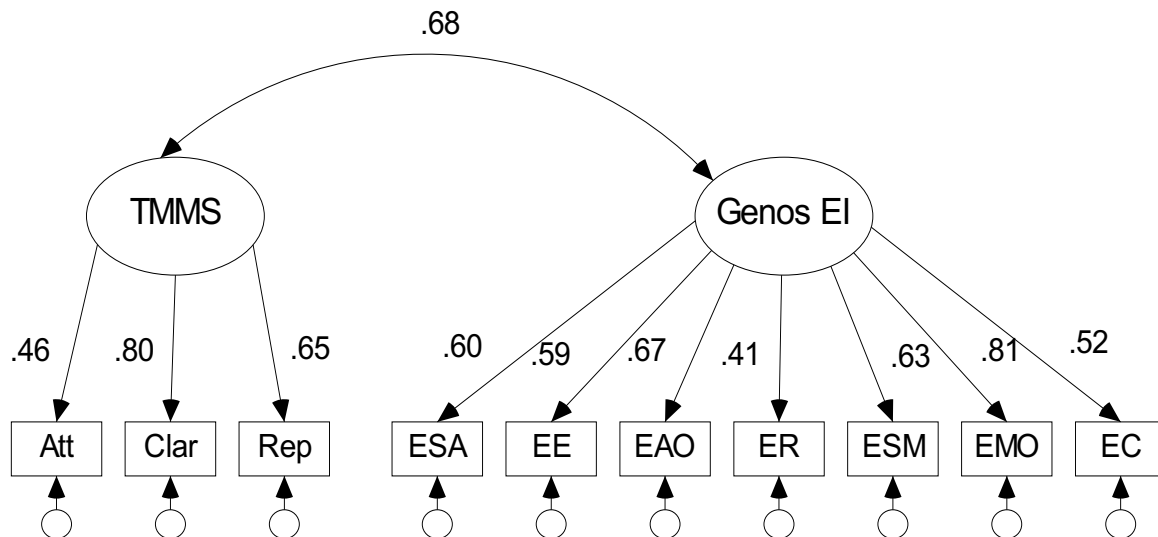 .68
TMMS
Genos EI
.46
.80
.65
.60
.59
.67
.41
.63
.81
.52
Att
Clar
Rep
ESA
EE
EAO
ER
ESM
EMO
EC